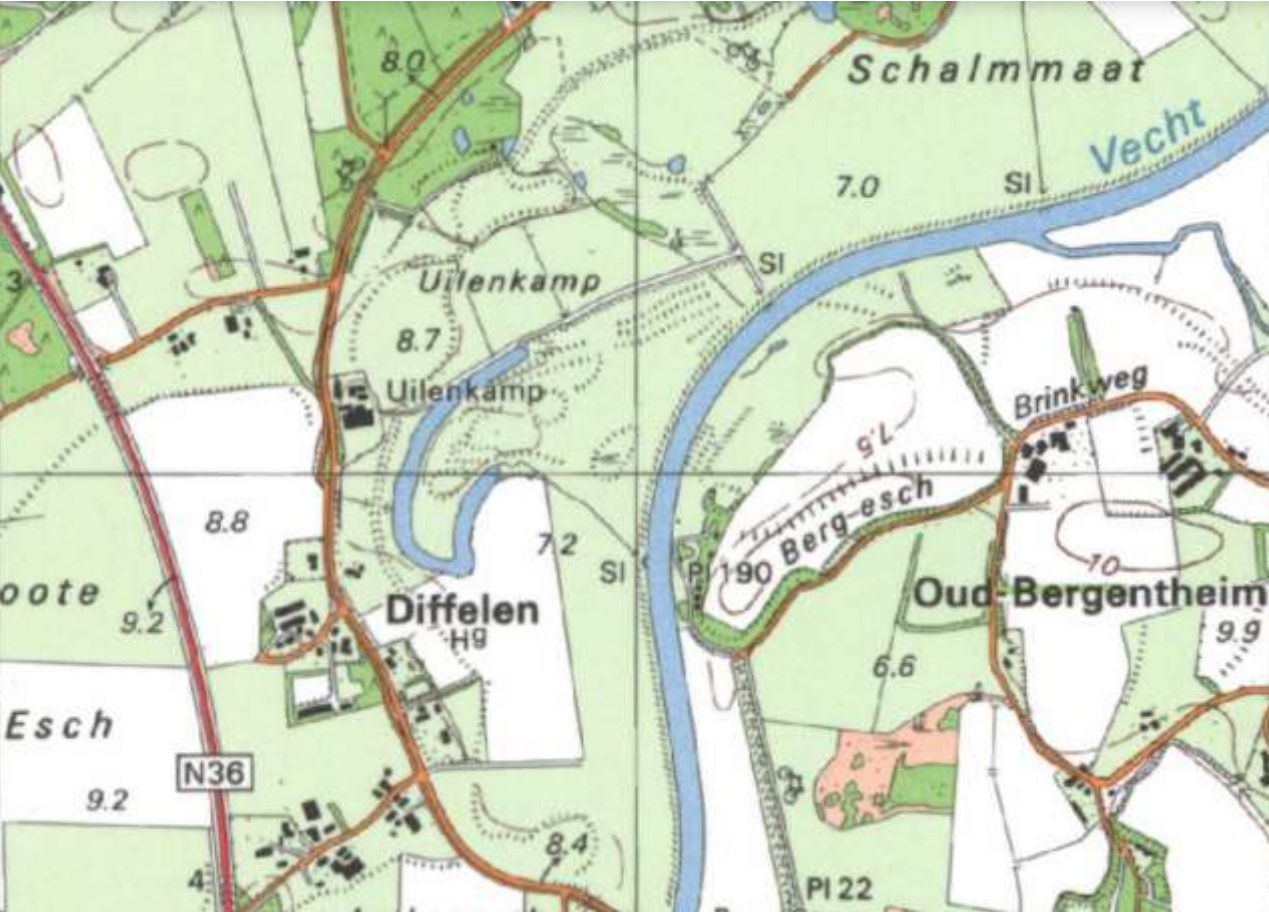 8.0
Schalmmaat
Vecht
7.0
Sl
Sl
3
Uilenkamp
8.7
Uilenkamp
Brinkweg
7.5
Berg-esch
8.8
7.2
Sl
Pl 190
10
oote
9.2
Diffelen
Hg
Oud-Bergentheim
9.9
6.6
Esch
N36
9.2
8.4
4
Pl 22